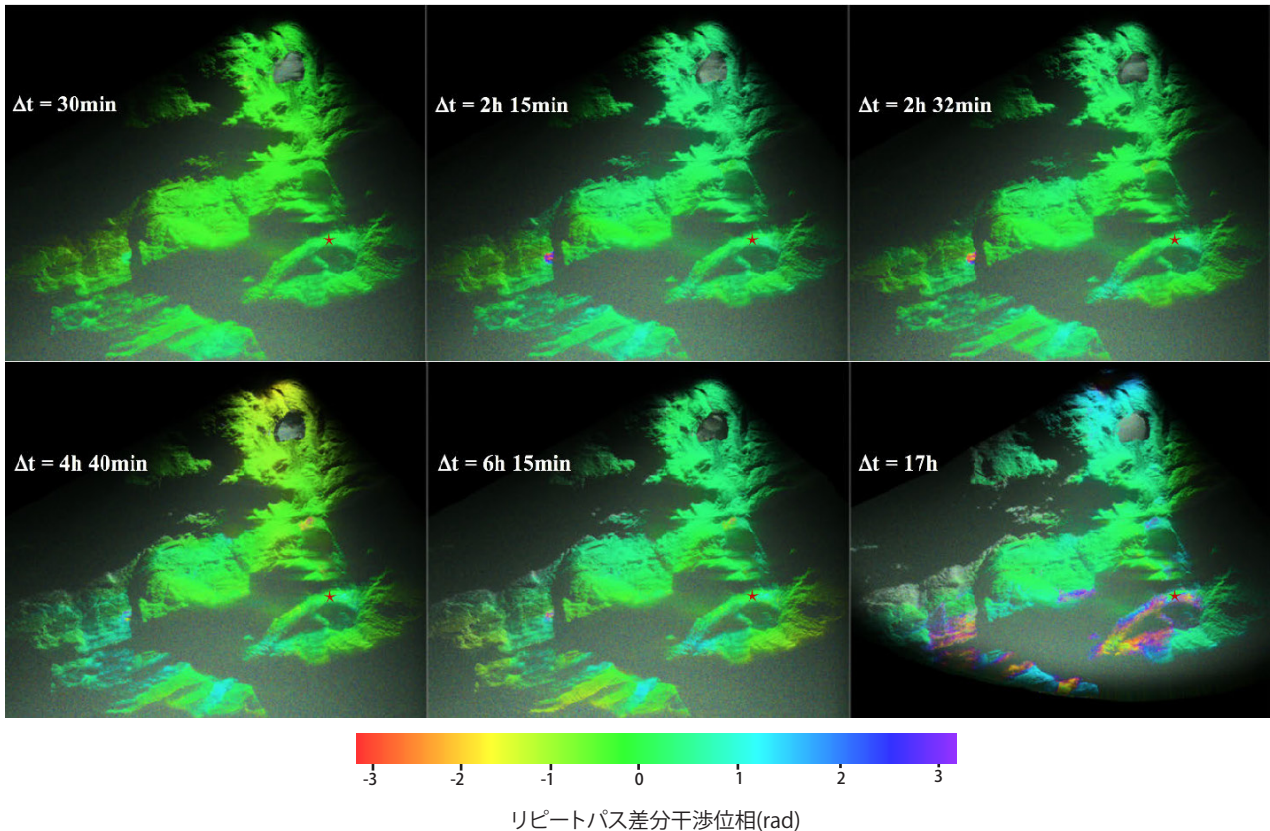 Δt = 30min
Δt = 2h 15min
Δt = 2h 32min
Δt = 4h 40min
Δt = 6h 15min
Δt = 17h
-3 -2 -1 0 1 2 3
リピートパス差分干渉位相(rad)